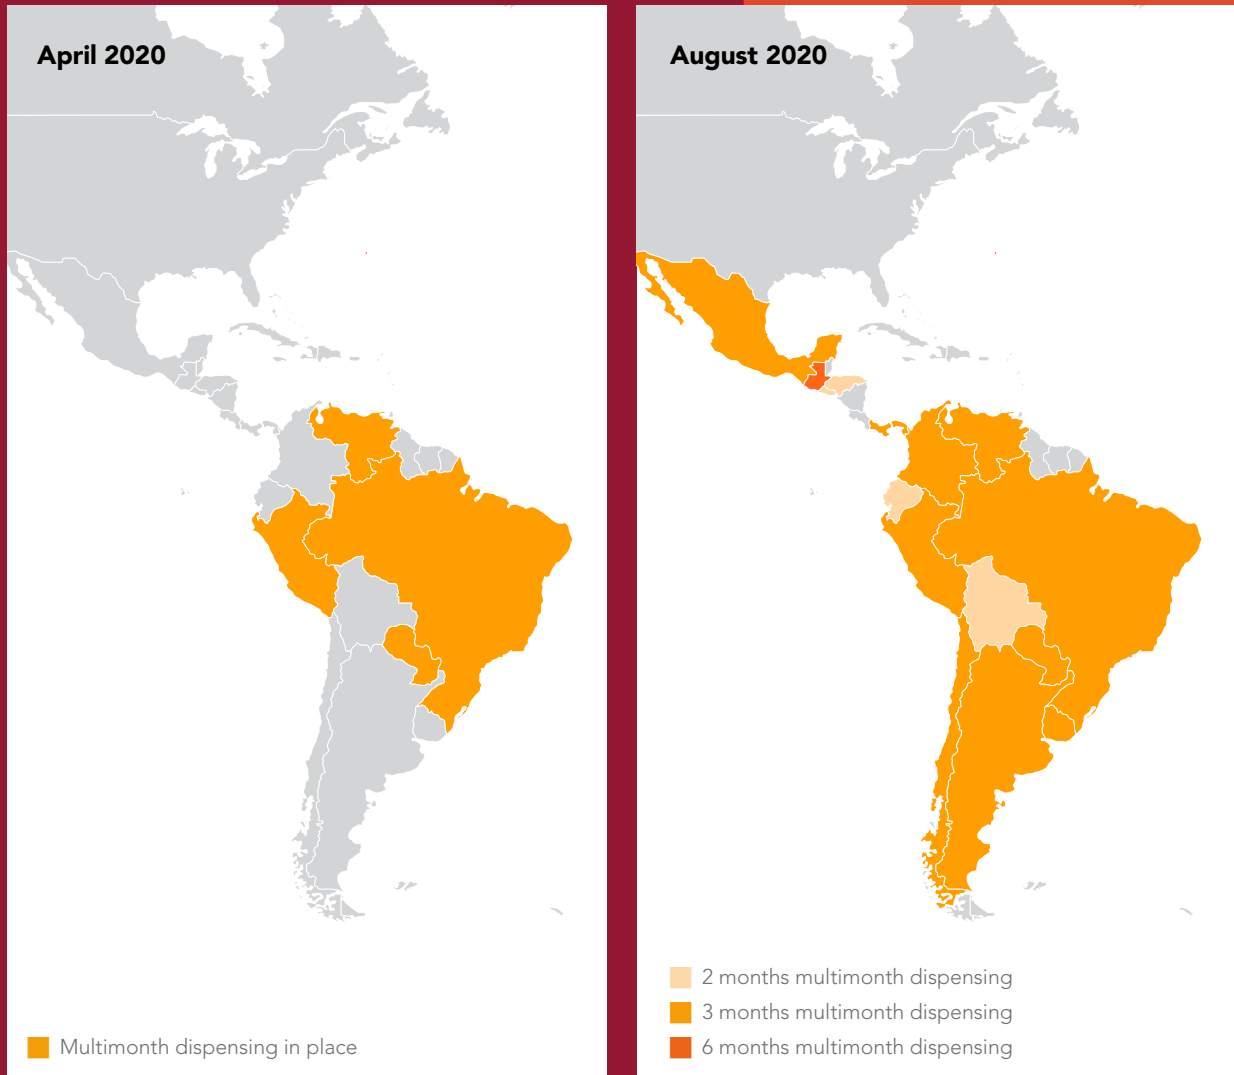 April 2020
Multimonth dispensing in place
August 2020
2 months multimonth dispensing
3 months multimonth dispensing
6 months multimonth dispensing